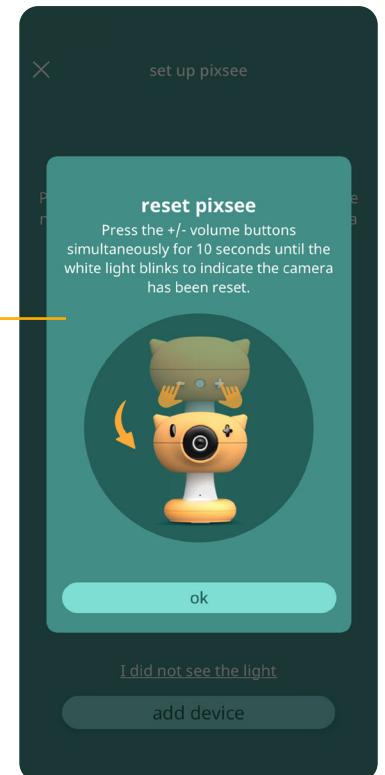 set up pixsee
reset pixsee
Press the +/- volume buttons
simultaneously for 10 seconds until the
white light blinks to indicate the camera
has been reset.
ok
I did not see the light
add device